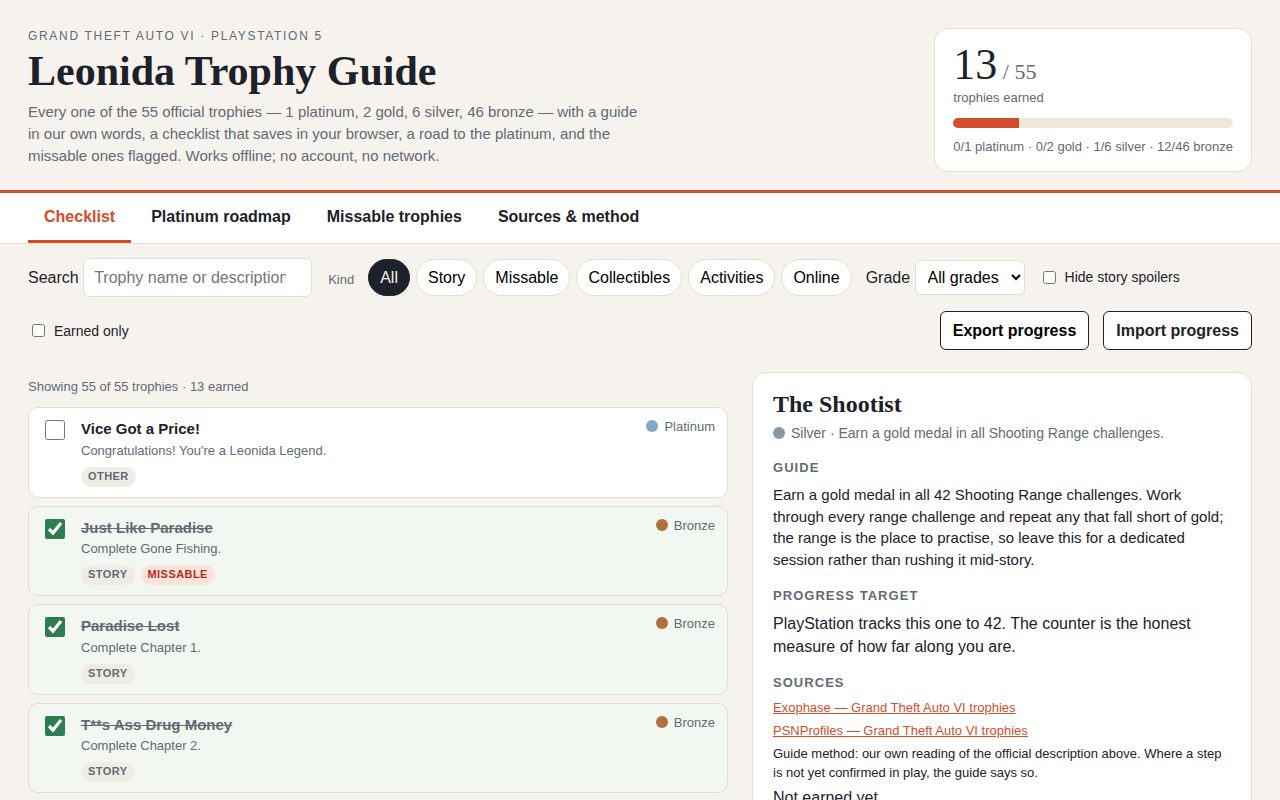 GRAND THEFT AUTO VI · PLAYSTATION 5
Leonida Trophy Guide
Every one of the 55 official trophies — 1 platinum, 2 gold, 6 silver, 46 bronze — with a guide
in our own words, a checklist that saves in your browser, a road to the platinum, and the
missable ones flagged. Works offline; no account, no network.
13 / 55
trophies earned
0/1 platinum · 0/2 gold · 1/6 silver · 12/46 bronze
Checklist Platinum roadmap Missable trophies Sources & method
Search Trophy name or description Kind All Story Missable Collectibles Activities Online Grade All grades Hide story spoilers
Earned only Export progress Import progress
Showing 55 of 55 trophies · 13 earned
Vice Got a Price! Platinum
Congratulations! You're a Leonida Legend.
OTHER
Just Like Paradise Bronze
Complete Gone Fishing.
STORY MISSABLE
Paradise Lost Bronze
Complete Chapter 1.
STORY
T**s Ass Drug Money Bronze
Complete Chapter 2.
STORY
The Shootist
Silver · Earn a gold medal in all Shooting Range challenges.
GUIDE
Earn a gold medal in all 42 Shooting Range challenges. Work
through every range challenge and repeat any that fall short of gold;
the range is the place to practise, so leave this for a dedicated
session rather than rushing it mid-story.
PROGRESS TARGET
PlayStation tracks this one to 42. The counter is the honest
measure of how far along you are.
SOURCES
Exophase — Grand Theft Auto VI trophies
PSNProfiles — Grand Theft Auto VI trophies
Guide method: our own reading of the official description above. Where a step
is not yet confirmed in play, the guide says so.
Not earned yet